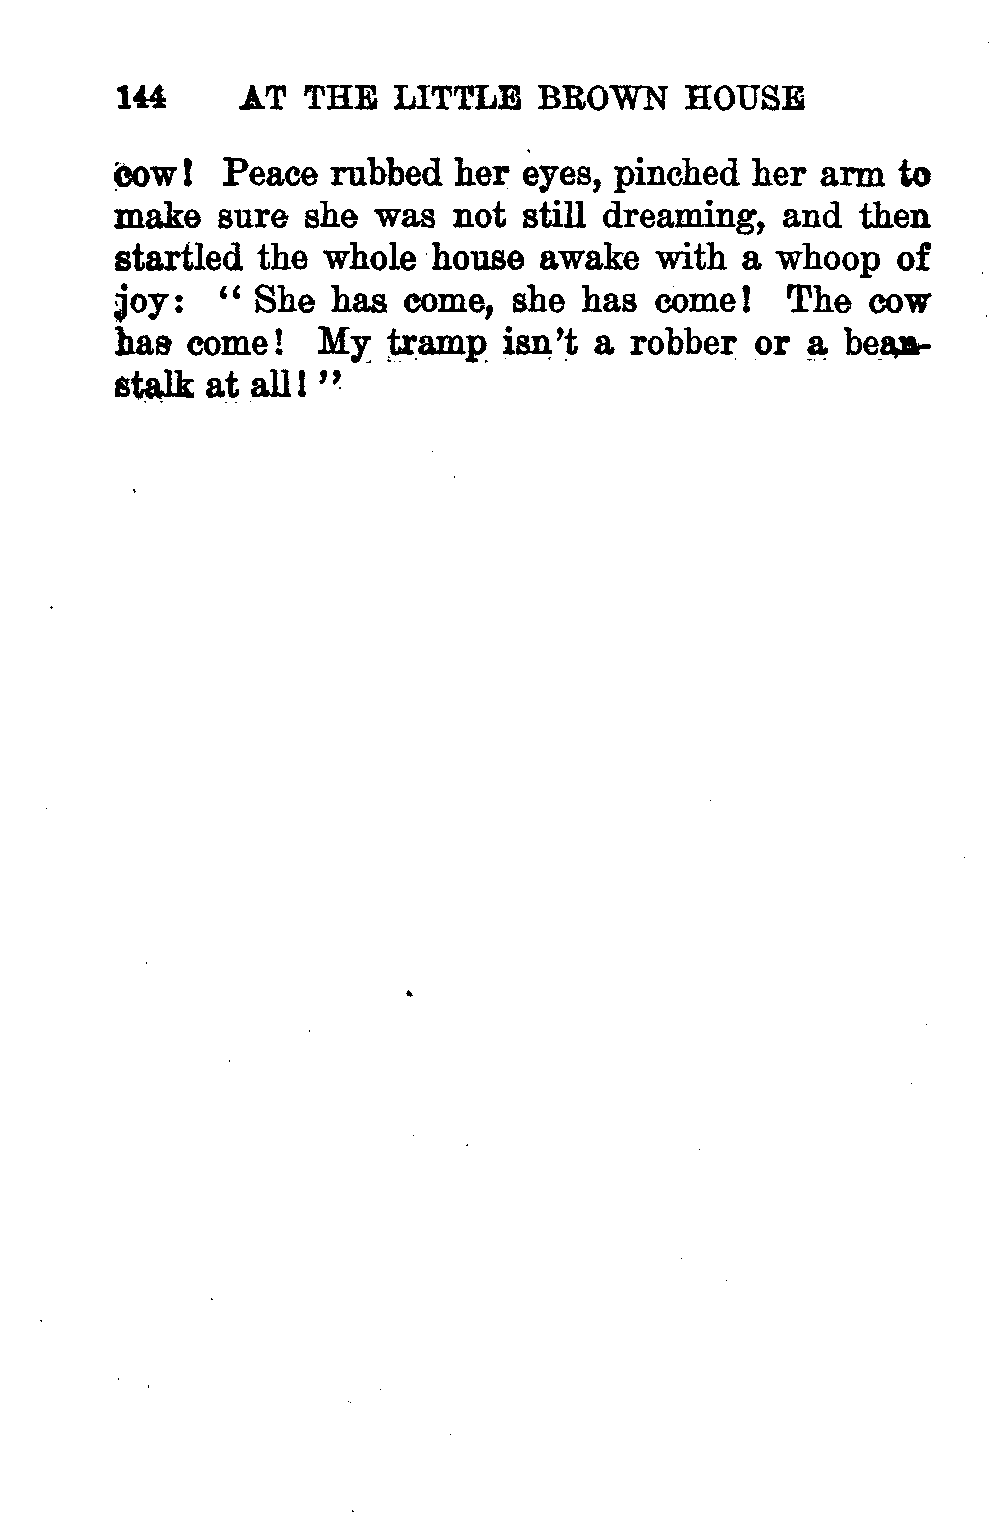 144 AT THE LITTLE BROWN HOUSE
cow! Peace rubbed her eyes, pinched her arm to
make sure she was not still dreaming, and then
startled the whole house awake with a whoop of
joy: “ She has come, she has come! The cow
has come! My tramp isn’t a robber or a bean-
stalk at all! ”